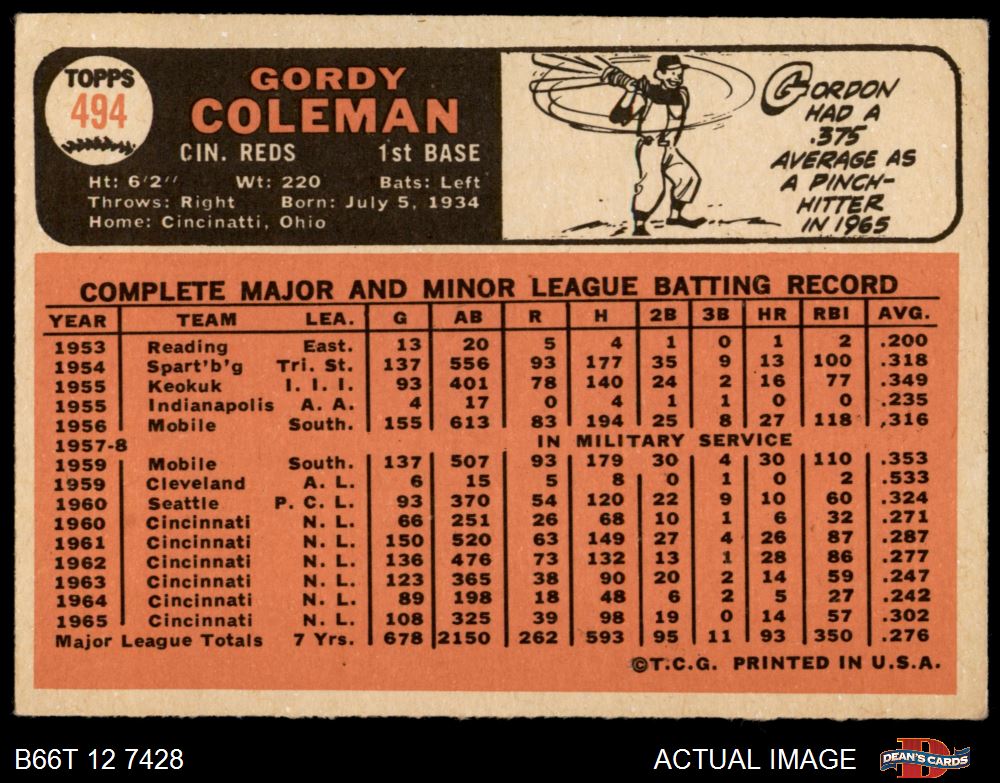 TOPPS
494
GORDY
COLEMAN
CIN. REDS 1st BASE
Ht: 6'2'' Wt: 220 Bats: Left
Throws: Right Born: July 5, 1934
Home: Cincinatti, Ohio
GORDON
HAD A
.375
AVERAGE AS
A PINCH-
HITTER
IN 1965
COMPLETE MAJOR AND MINOR LEAGUE BATTING RECORD
YEAR TEAM LEA. G AB R H 2B 3B HR RBI AVG.
1953 Reading East. 13 20 5 4 1 0 1 2 .200
1954 Spart'b'g Tri. St. 137 556 93 177 35 9 13 100 .318
1955 Keokuk I. I. I. 93 401 78 140 24 2 16 77 .349
1955 Indianapolis A. A. 4 17 0 4 1 1 0 0 .235
1956 Mobile South. 155 613 83 194 25 8 27 118 ,316
1957-8 IN MILITARY SERVICE
1959 Mobile South. 137 507 93 179 30 4 30 110 .353
1959 Cleveland A. L. 6 15 5 8 0 1 0 2 .533
1960 Seattle P. C. L. 93 370 54 120 22 9 10 60 .324
1960 Cincinnati N. L. 66 251 26 68 10 1 6 32 .271
1961 Cincinnati N. L. 150 520 63 149 27 4 26 87 .287
1962 Cincinnati N. L. 136 476 73 132 13 1 28 86 .277
1963 Cincinnati N. L. 123 365 38 90 20 2 14 59 .247
1964 Cincinnati N. L. 89 198 18 48 6 2 5 27 .242
1965 Cincinnati N. L. 108 325 39 98 19 0 14 57 .302
Major League Totals 7 Yrs. 678 2150 262 593 95 11 93 350 .276
©T.C.G. PRINTED IN U.S.A.
B66T 12 7428 ACTUAL IMAGE DEAN'S CARDS